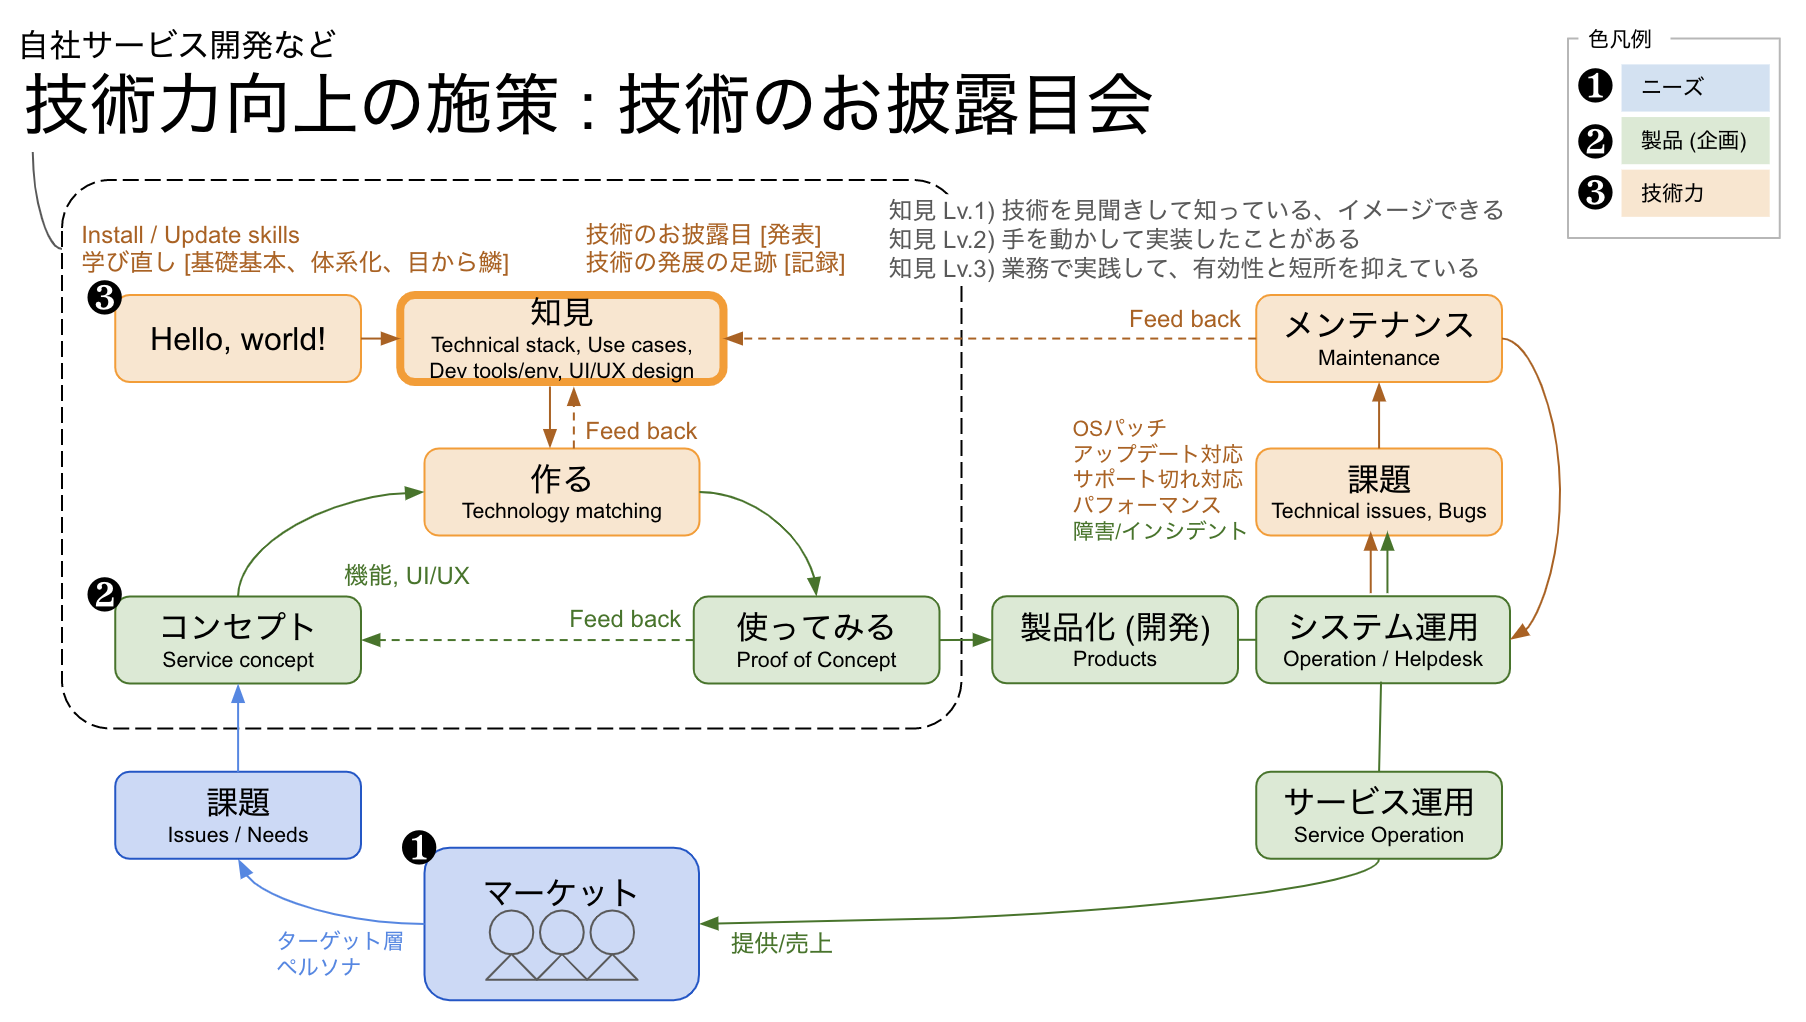 自社サービス開発など
技術力向上の施策 : 技術のお披露目会
色凡例
❶ ニーズ
❷ 製品 (企画)
❸ 技術力
知見 Lv.1) 技術を見聞きして知っている、イメージできる
知見 Lv.2) 手を動かして実装したことがある
知見 Lv.3) 業務で実践して、有効性と短所を抑えている
Install / Update skills
学び直し [基礎基本、体系化、目から鱗]
技術のお披露目 [発表]
技術の発展の足跡 [記録]
❸
Hello, world!
知見
Technical stack, Use cases,
Dev tools/env, UI/UX design
Feed back
メンテナンス
Maintenance
Feed back
作る
Technology matching
OSパッチ
アップデート対応
サポート切れ対応
パフォーマンス
障害/インシデント
課題
Technical issues, Bugs
機能, UI/UX
❷
コンセプト
Service concept
Feed back
使ってみる
Proof of Concept
製品化 (開発)
Products
システム運用
Operation / Helpdesk
課題
Issues / Needs
サービス運用
Service Operation
❶
マーケット
ターゲット層
ペルソナ
提供/売上